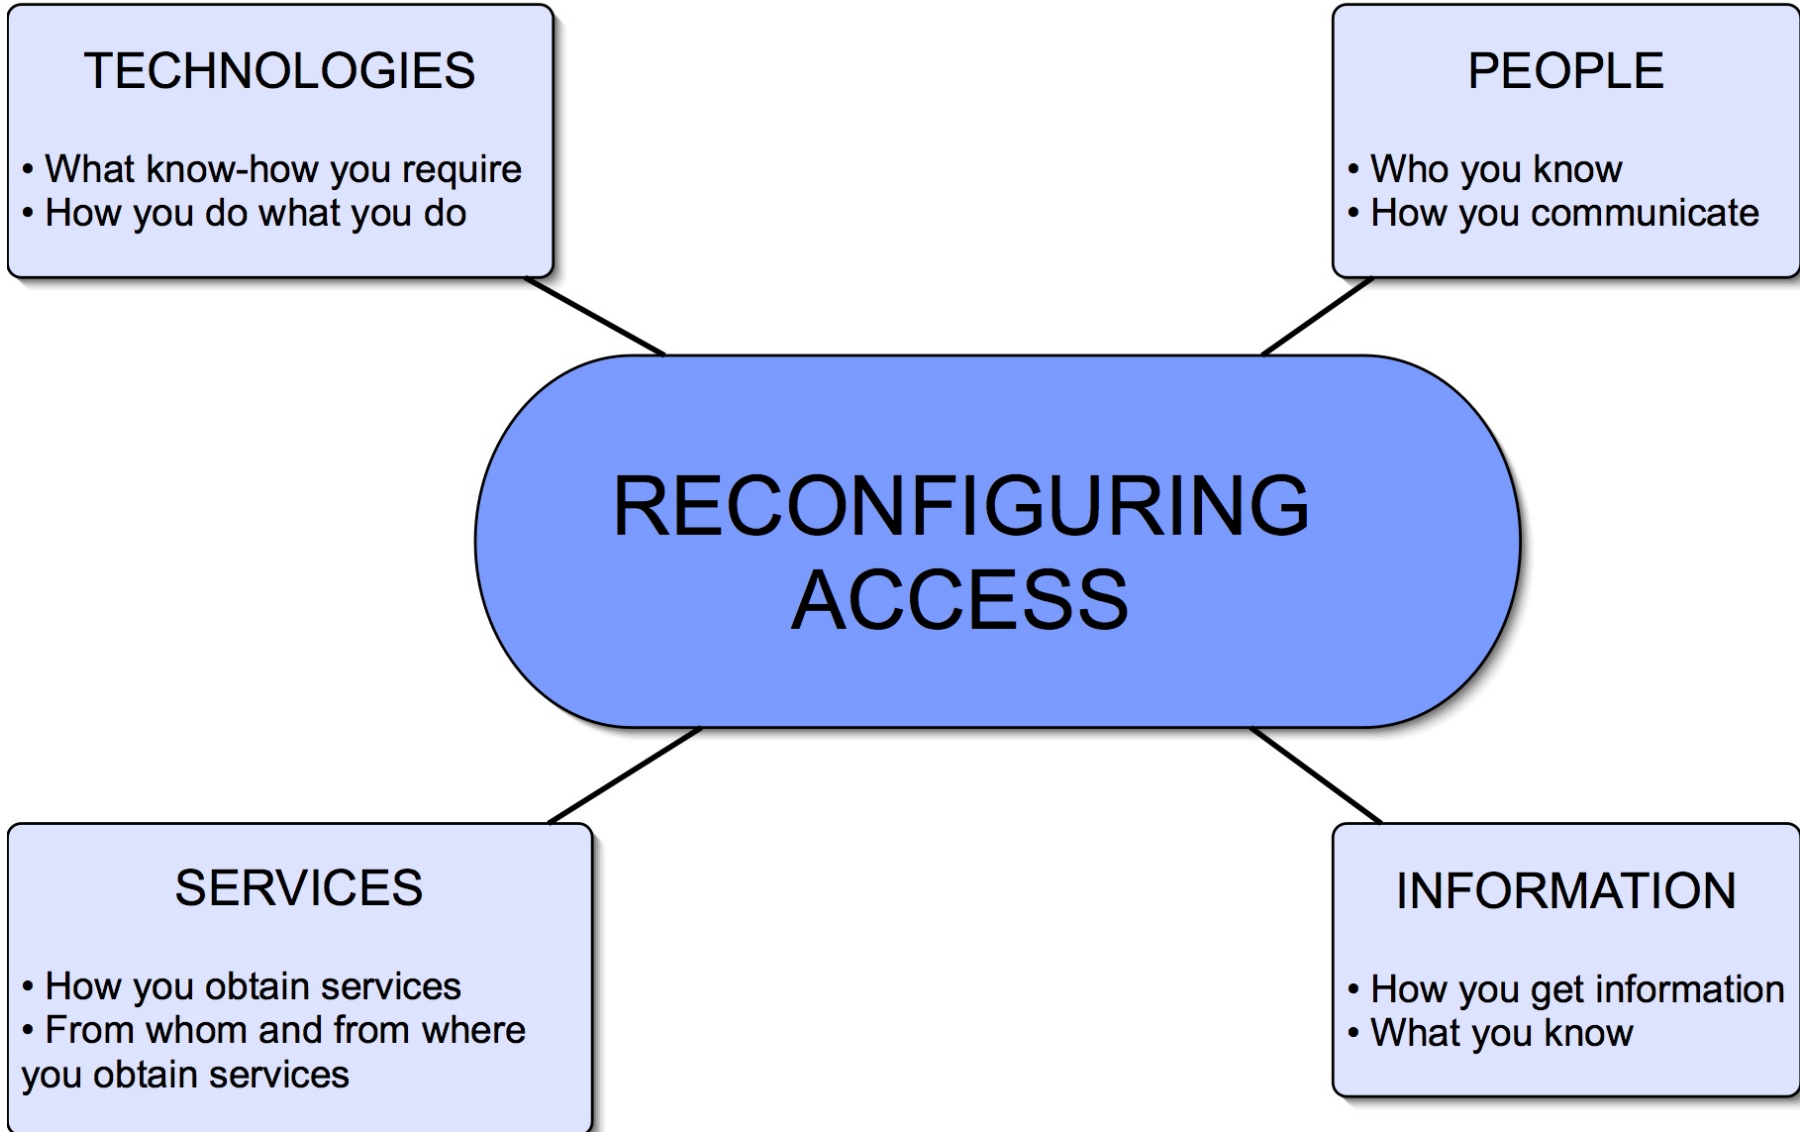 TECHNOLOGIES
• What know-how you require
• How you do what you do
PEOPLE
• Who you know
• How you communicate
RECONFIGURING
ACCESS
SERVICES
• How you obtain services
• From whom and from where
you obtain services
INFORMATION
• How you get information
• What you know